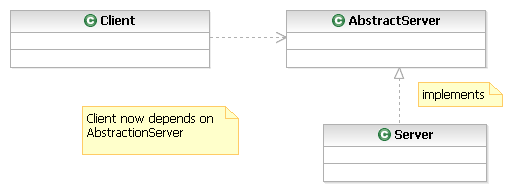 Client
AbstractServer
implements
Client now depends on
AbstractionServer
Server